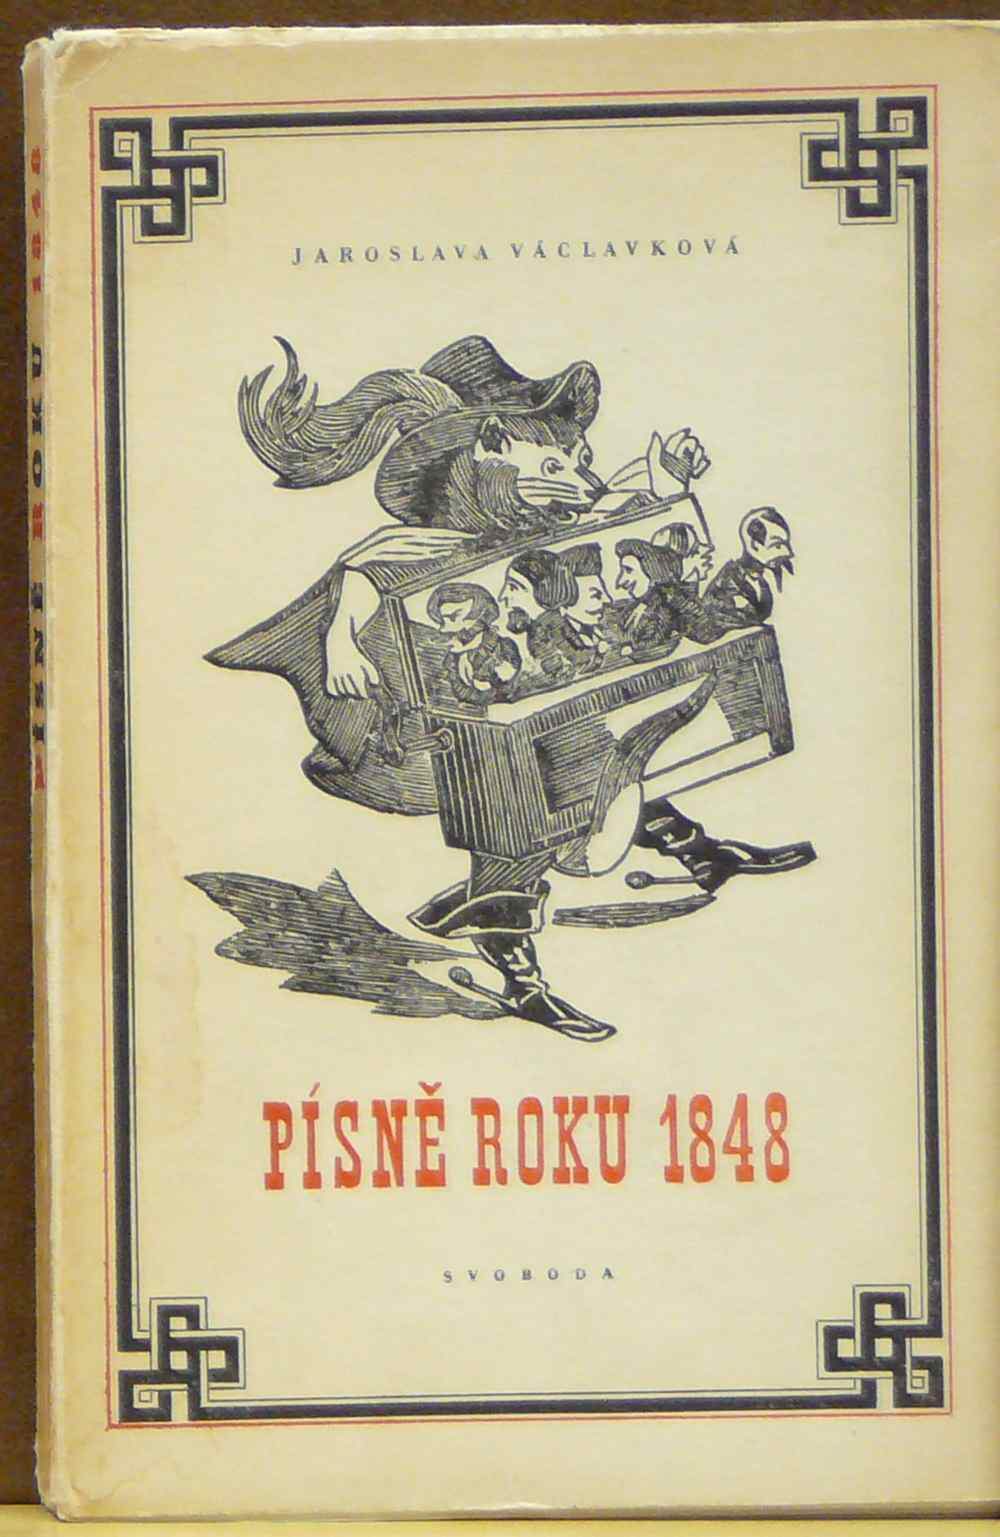 JAROSLAVA VÁCLAVKOVÁ
PÍSNĚ ROKU 1848
SVOBODA
PÍSNĚ ROKU 1848